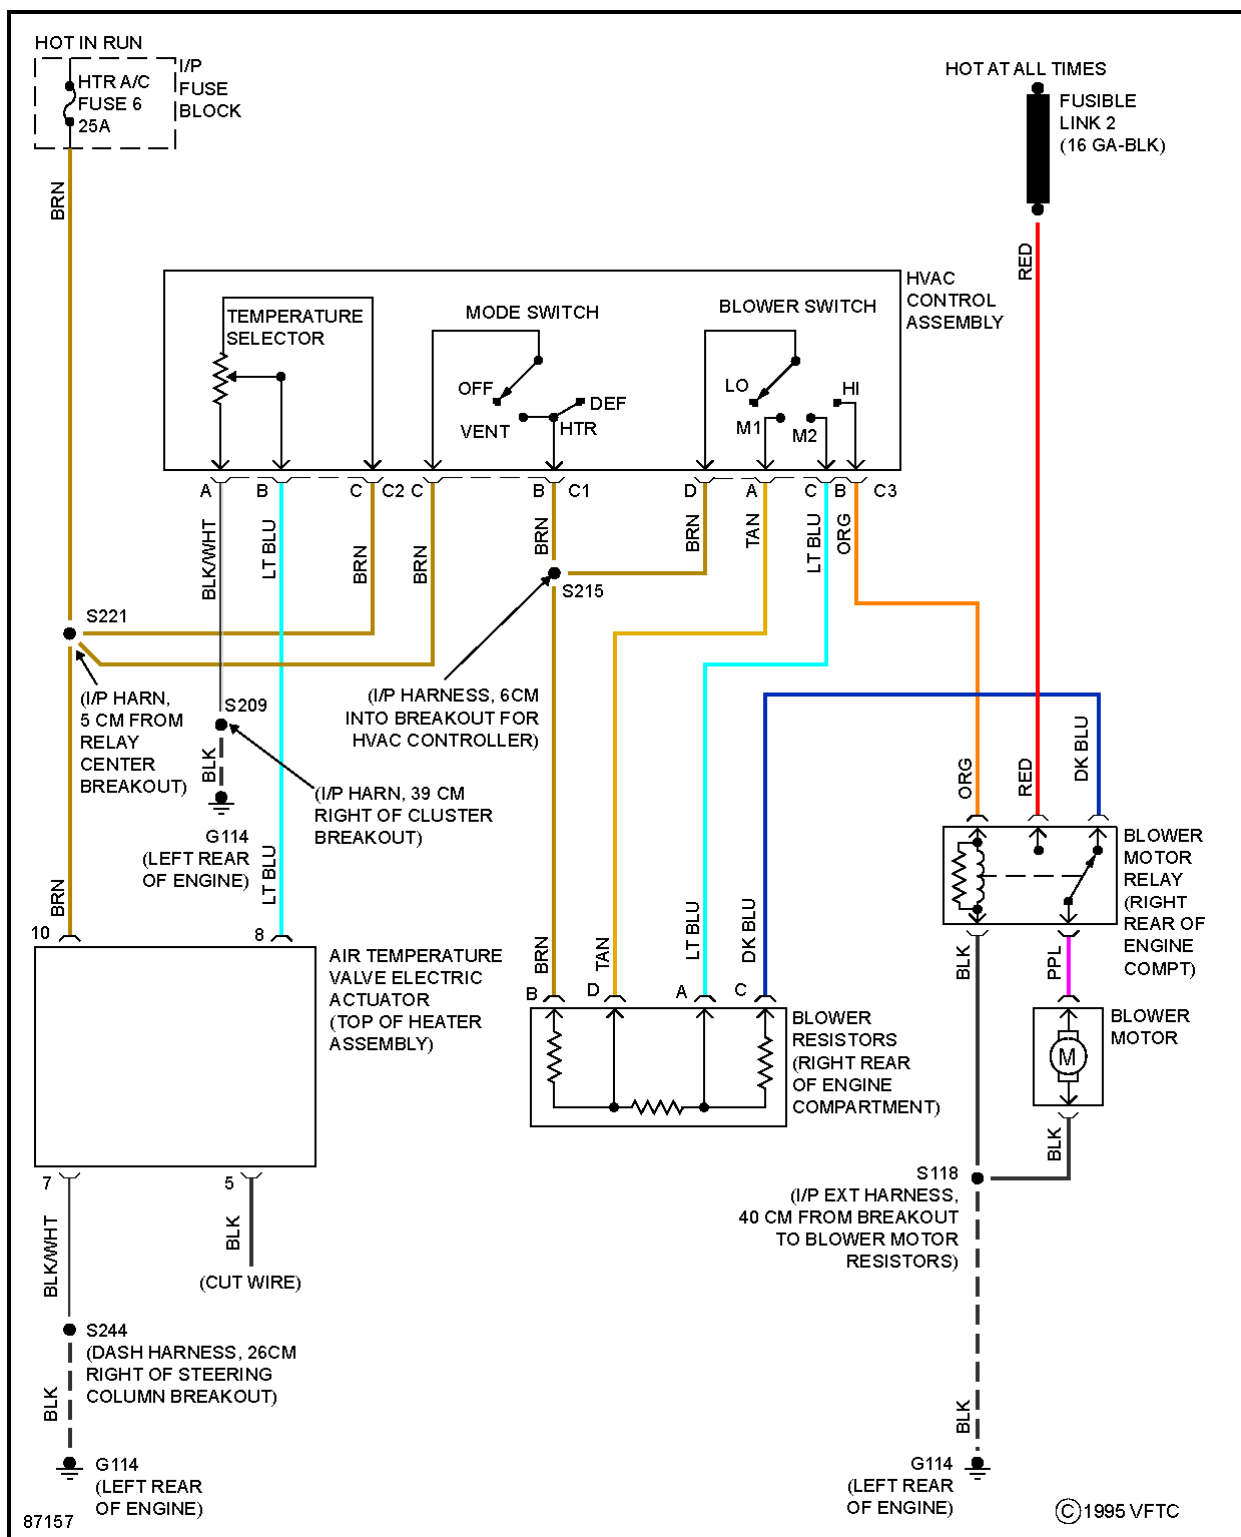 HOT IN RUN
HTR A/C
FUSE 6
25A
I/P
FUSE
BLOCK
BRN
HOT AT ALL TIMES
FUSIBLE
LINK 2
(16 GA-BLK)
RED
HVAC
CONTROL
ASSEMBLY
TEMPERATURE
SELECTOR
MODE SWITCH
OFF
VENT
HTR
DEF
BLOWER SWITCH
LO
M1
M2
HI
A
B
C
C2
C
B
C1
D
A
C
B
C3
BLK/WHT
LT BLU
BRN
BRN
BRN
BRN
TAN
LT BLU
ORG
S221
S215
(I/P HARN,
5 CM FROM
RELAY
CENTER
BREAKOUT)
S209
BLK
G114
(LEFT REAR
OF ENGINE)
(I/P HARN, 39 CM
RIGHT OF CLUSTER
BREAKOUT)
(I/P HARNESS, 6CM
INTO BREAKOUT FOR
HVAC CONTROLLER)
ORG
RED
DK BLU
BLOWER
MOTOR
RELAY
(RIGHT
REAR OF
ENGINE
COMPT)
BRN
LT BLU
10
8
AIR TEMPERATURE
VALVE ELECTRIC
ACTUATOR
(TOP OF HEATER
ASSEMBLY)
BRN
TAN
LT BLU
DK BLU
B
D
A
C
BLOWER
RESISTORS
(RIGHT REAR
OF ENGINE
COMPARTMENT)
BLK
PPL
BLOWER
MOTOR
M
BLK
7
5
BLK/WHT
BLK
(CUT WIRE)
S118
(I/P EXT HARNESS,
40 CM FROM BREAKOUT
TO BLOWER MOTOR
RESISTORS)
S244
(DASH HARNESS, 26CM
RIGHT OF STEERING
COLUMN BREAKOUT)
BLK
G114
(LEFT REAR
OF ENGINE)
BLK
G114
(LEFT REAR
OF ENGINE)
87157
© 1995 VFTC